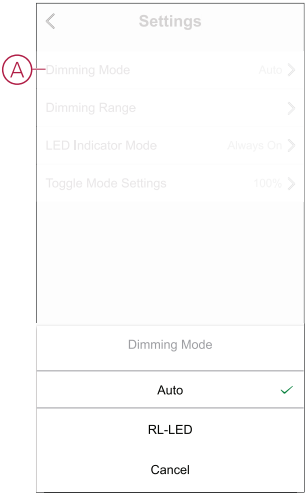 Settings
A
Dimming Mode Auto
Dimming Range
LED Indicator Mode Always On
Toggle Mode Settings 100%
Dimming Mode
Auto
RL-LED
Cancel